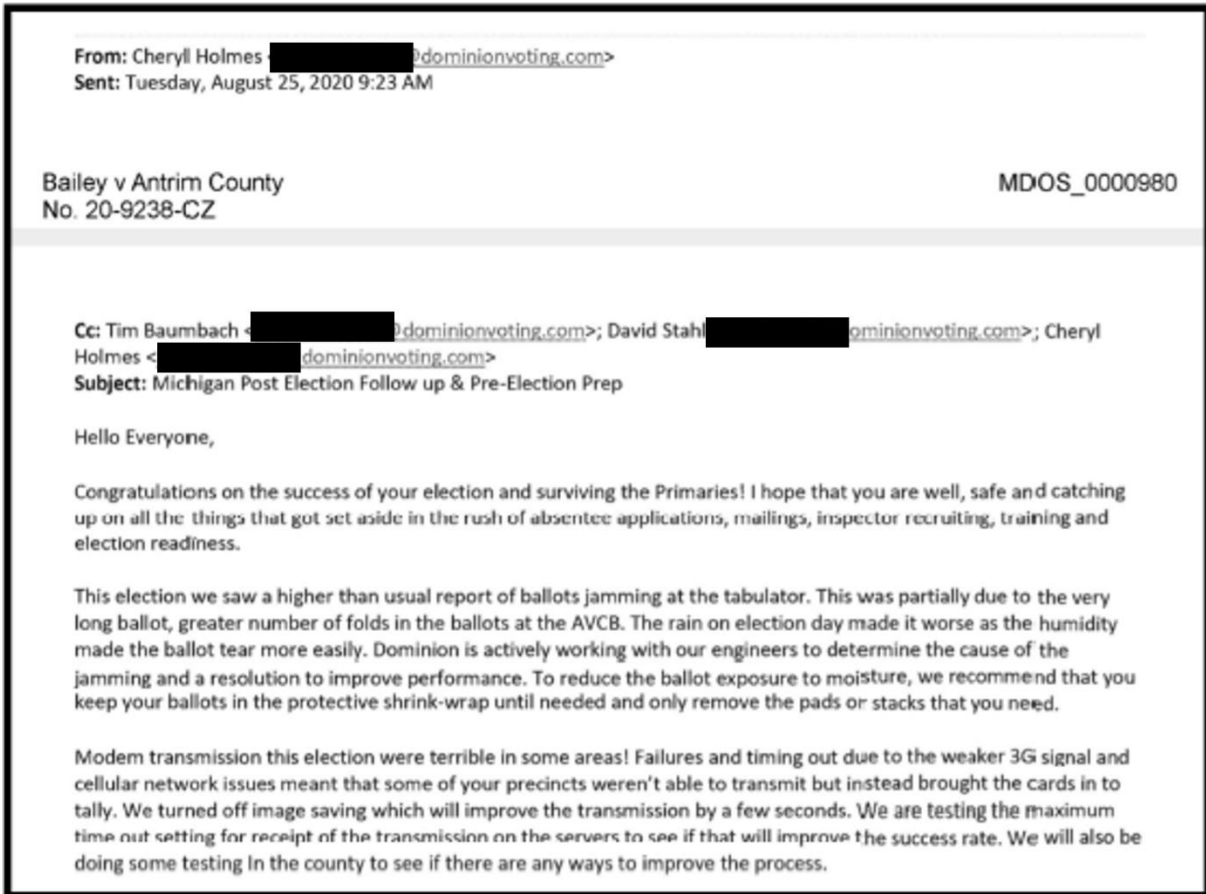 From: Cheryll Holmes < @dominionvoting.com>
Sent: Tuesday, August 25, 2020 9:23 AM
Bailey v Antrim County
No. 20-9238-CZ
MDOS_0000980
Cc: Tim Baumbach < @dominionvoting.com>; David Stahl ominionvoting.com>; Cheryl
Holmes < dominionvoting.com>
Subject: Michigan Post Election Follow up & Pre-Election Prep
Hello Everyone,
Congratulations on the success of your election and surviving the Primaries! I hope that you are well, safe and catching
up on all the things that got set aside in the rush of absentee applications, mailings, inspector recruiting, training and
election readiness.
This election we saw a higher than usual report of ballots jamming at the tabulator. This was partially due to the very
long ballot, greater number of folds in the ballots at the AVCB. The rain on election day made it worse as the humidity
made the ballot tear more easily. Dominion is actively working with our engineers to determine the cause of the
jamming and a resolution to improve performance. To reduce the ballot exposure to moisture, we recommend that you
keep your ballots in the protective shrink-wrap until needed and only remove the pads or stacks that you need.
Modem transmission this election were terrible in some areas! Failures and timing out due to the weaker 3G signal and
cellular network issues meant that some of your precincts weren't able to transmit but instead brought the cards in to
tally. We turned off image saving which will improve the transmission by a few seconds. We are testing the maximum
time out setting for receipt of the transmission on the servers to see if that will improve the success rate. We will also be
doing some testing In the county to see if there are any ways to improve the process.